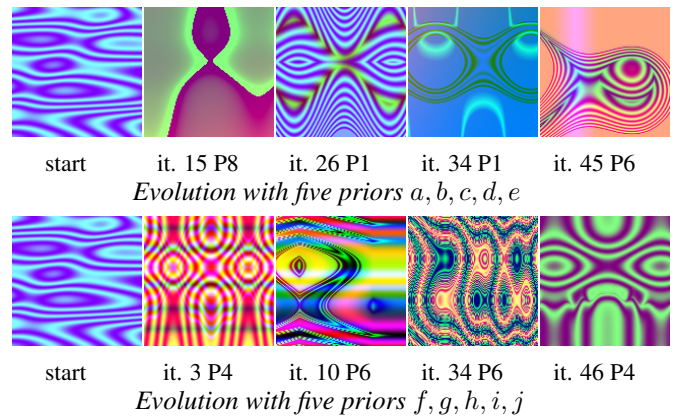 start it. 15 P8 it. 26 P1 it. 34 P1 it. 45 P6
Evolution with five priors a, b, c, d, e
start it. 3 P4 it. 10 P6 it. 34 P6 it. 46 P4
Evolution with five priors f, g, h, i, j